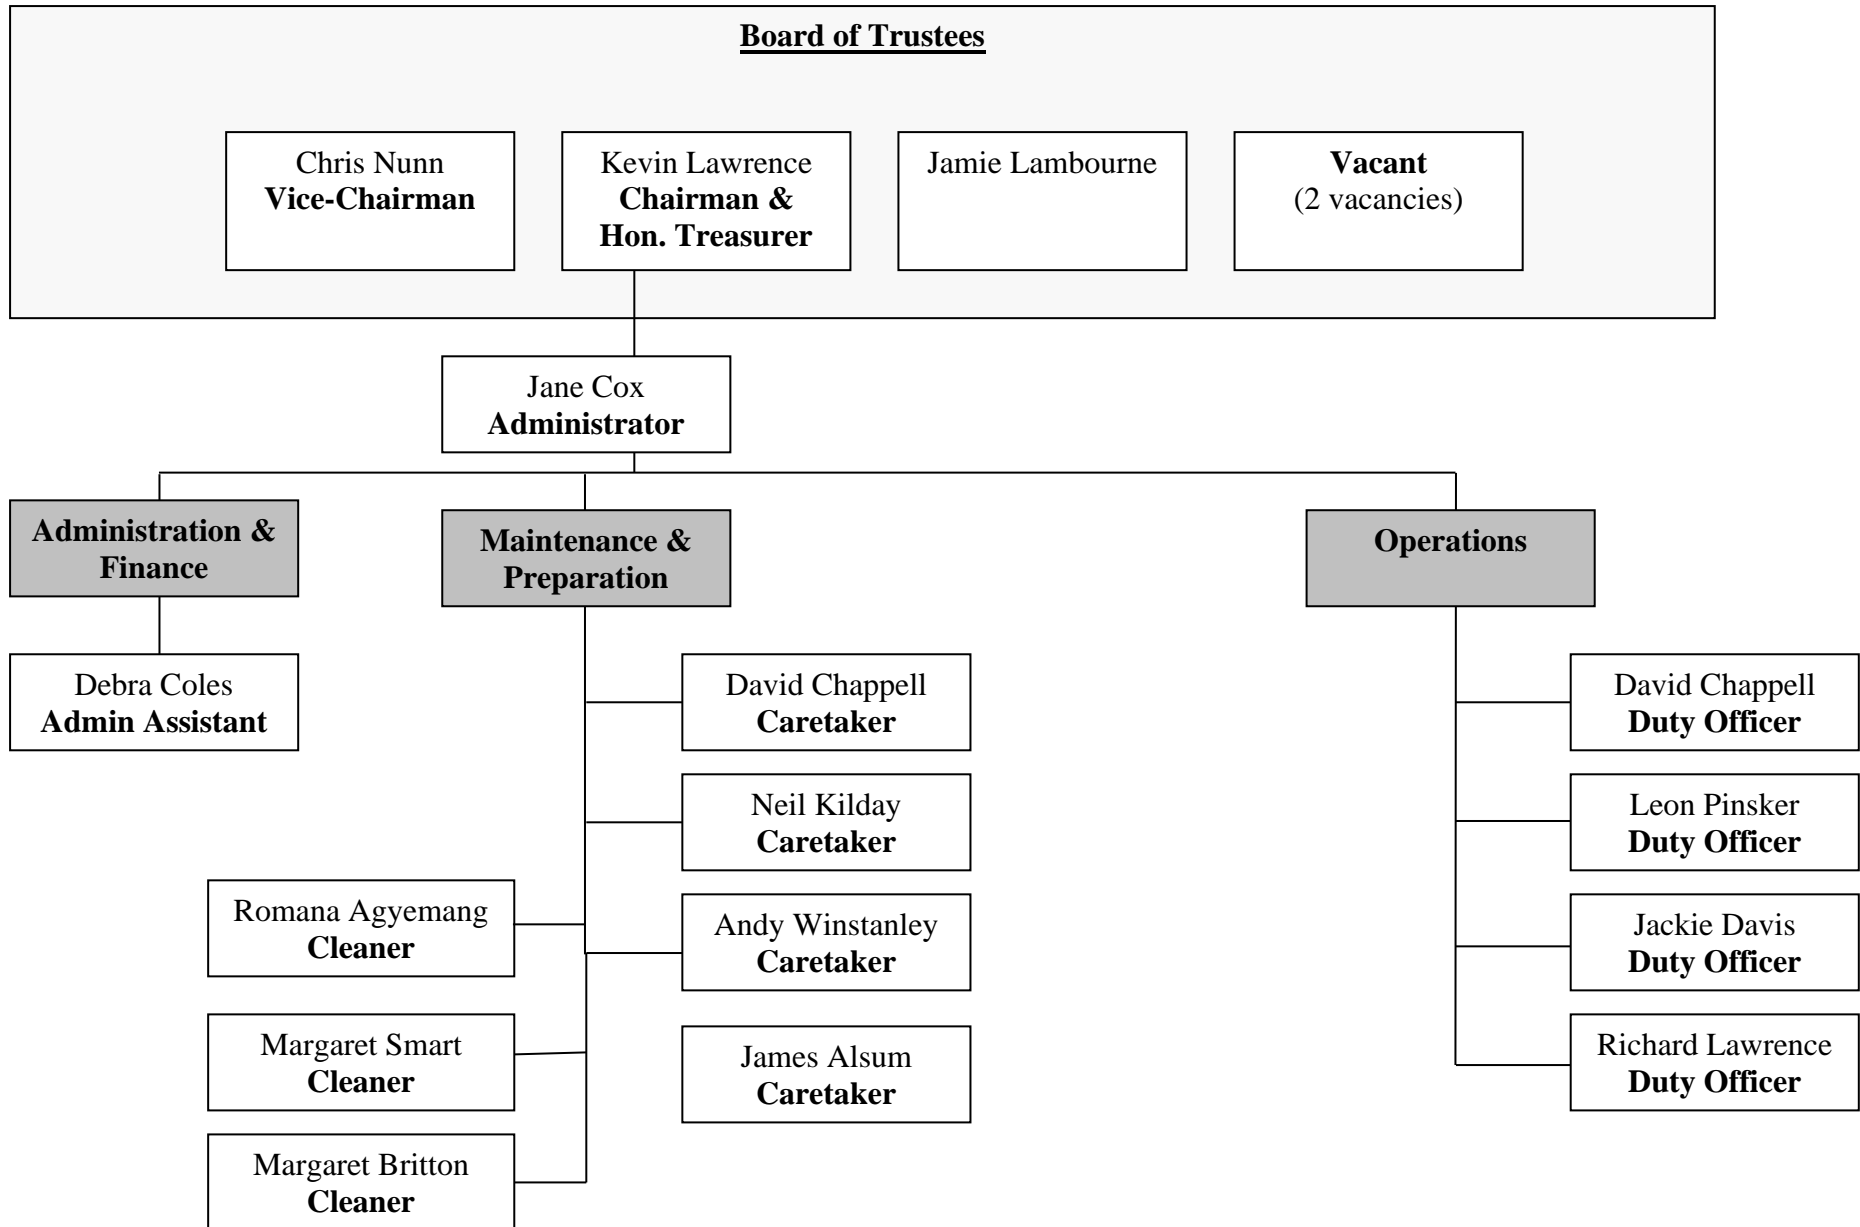 Board of Trustees
Chris Nunn
Vice-Chairman
Kevin Lawrence
Chairman &
Hon. Treasurer
Jamie Lambourne
Vacant
(2 vacancies)
Jane Cox
Administrator
Administration &
Finance
Maintenance &
Preparation
Operations
Debra Coles
Admin Assistant
David Chappell
Caretaker
Neil Kilday
Caretaker
Romana Agyemang
Cleaner
Andy Winstanley
Caretaker
Margaret Smart
Cleaner
James Alsum
Caretaker
Margaret Britton
Cleaner
David Chappell
Duty Officer
Leon Pinsker
Duty Officer
Jackie Davis
Duty Officer
Richard Lawrence
Duty Officer